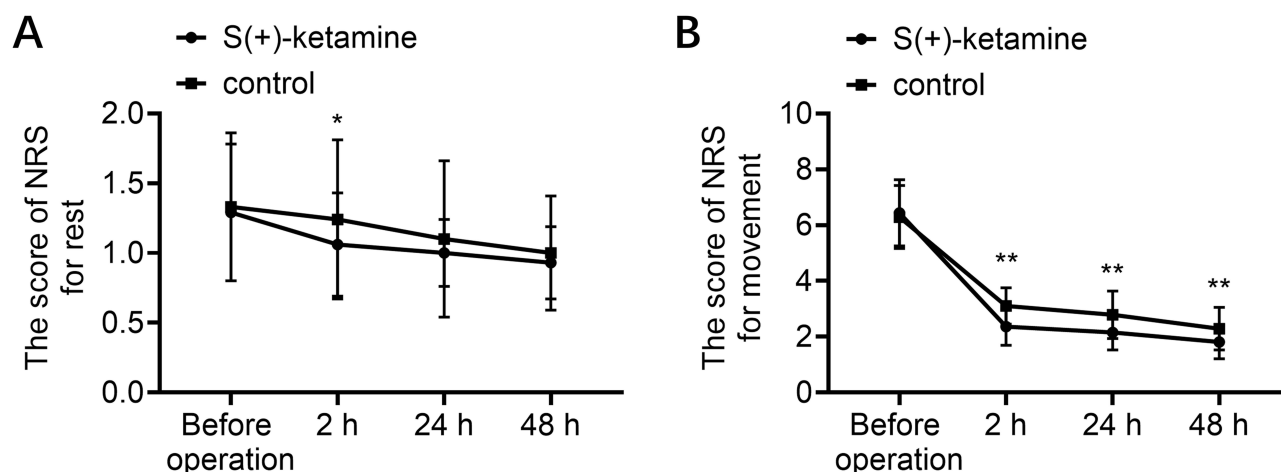 A
S(+)-ketamine
control
The score of NRS
for rest
2.0
1.5
1.0
0.5
0.0
*
Before
operation
2 h
24 h
48 h
B
S(+)-ketamine
control
The score of NRS
for movement
10
8
6
4
2
0
**
**
**
Before
operation
2 h
24 h
48 h